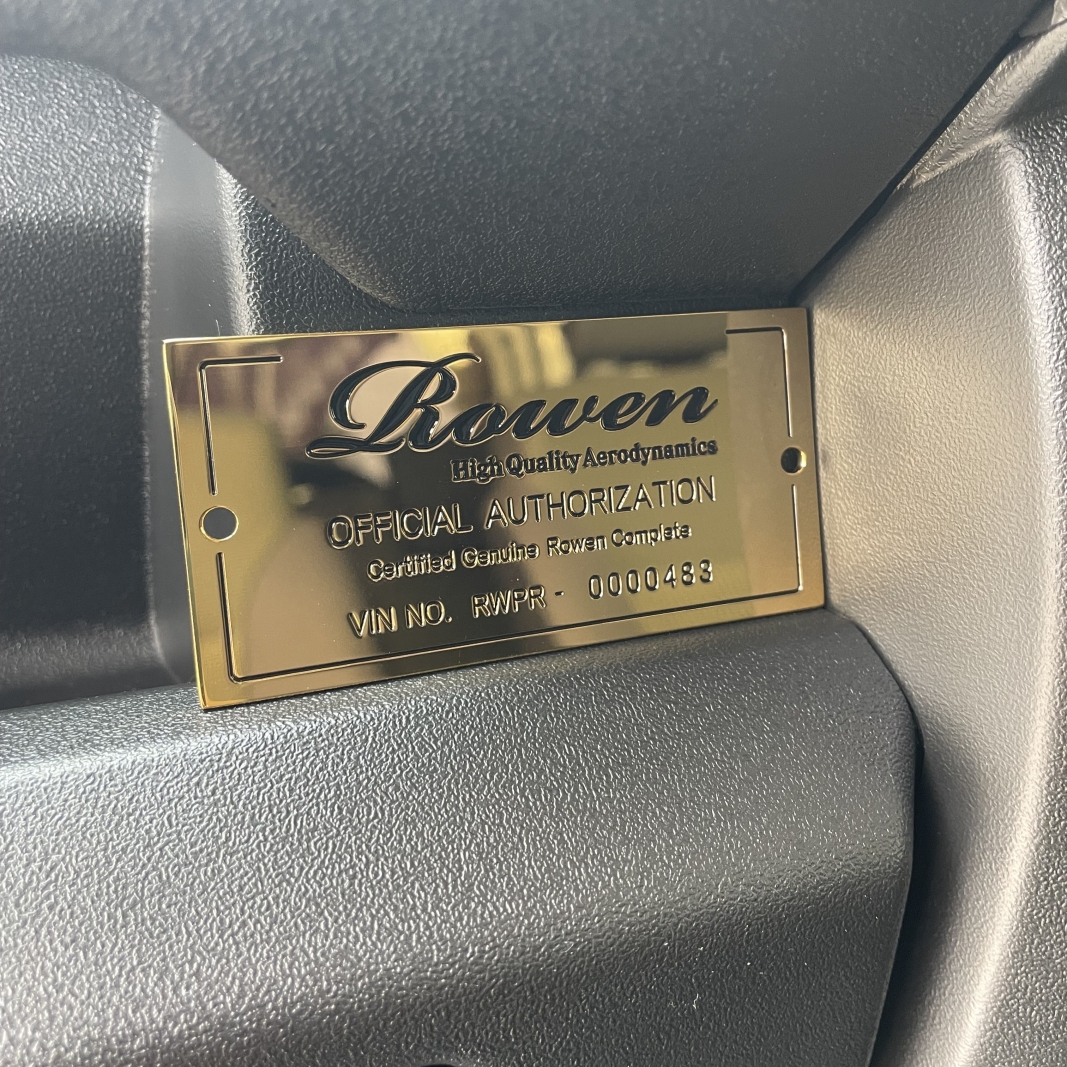 Rowen
High Quality Aerodynamics
OFFICIAL AUTHORIZATION
Certified Genuine Rowen Complete
VIN NO. RWPR - 0000483